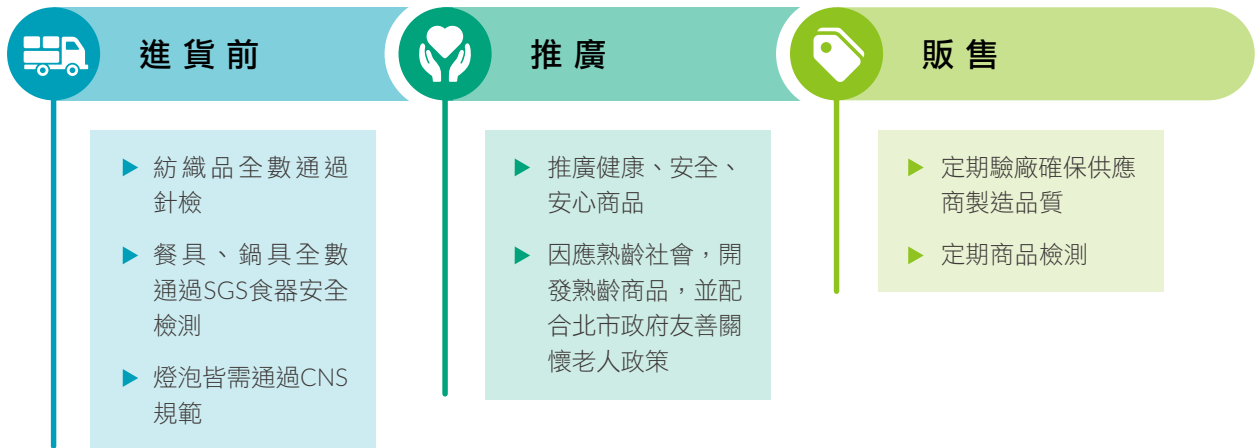 進貨前
紡織品全數通過
針檢
餐具、鍋具全數
通過SGS食器安全
檢測
燈泡皆需通過CNS
規範
推廣
推廣健康、安全、
安心商品
因應熟齡社會，開
發熟齡商品，並配
合北市政府友善關
懷老人政策
販售
定期驗廠確保供應
商製造品質
定期商品檢測